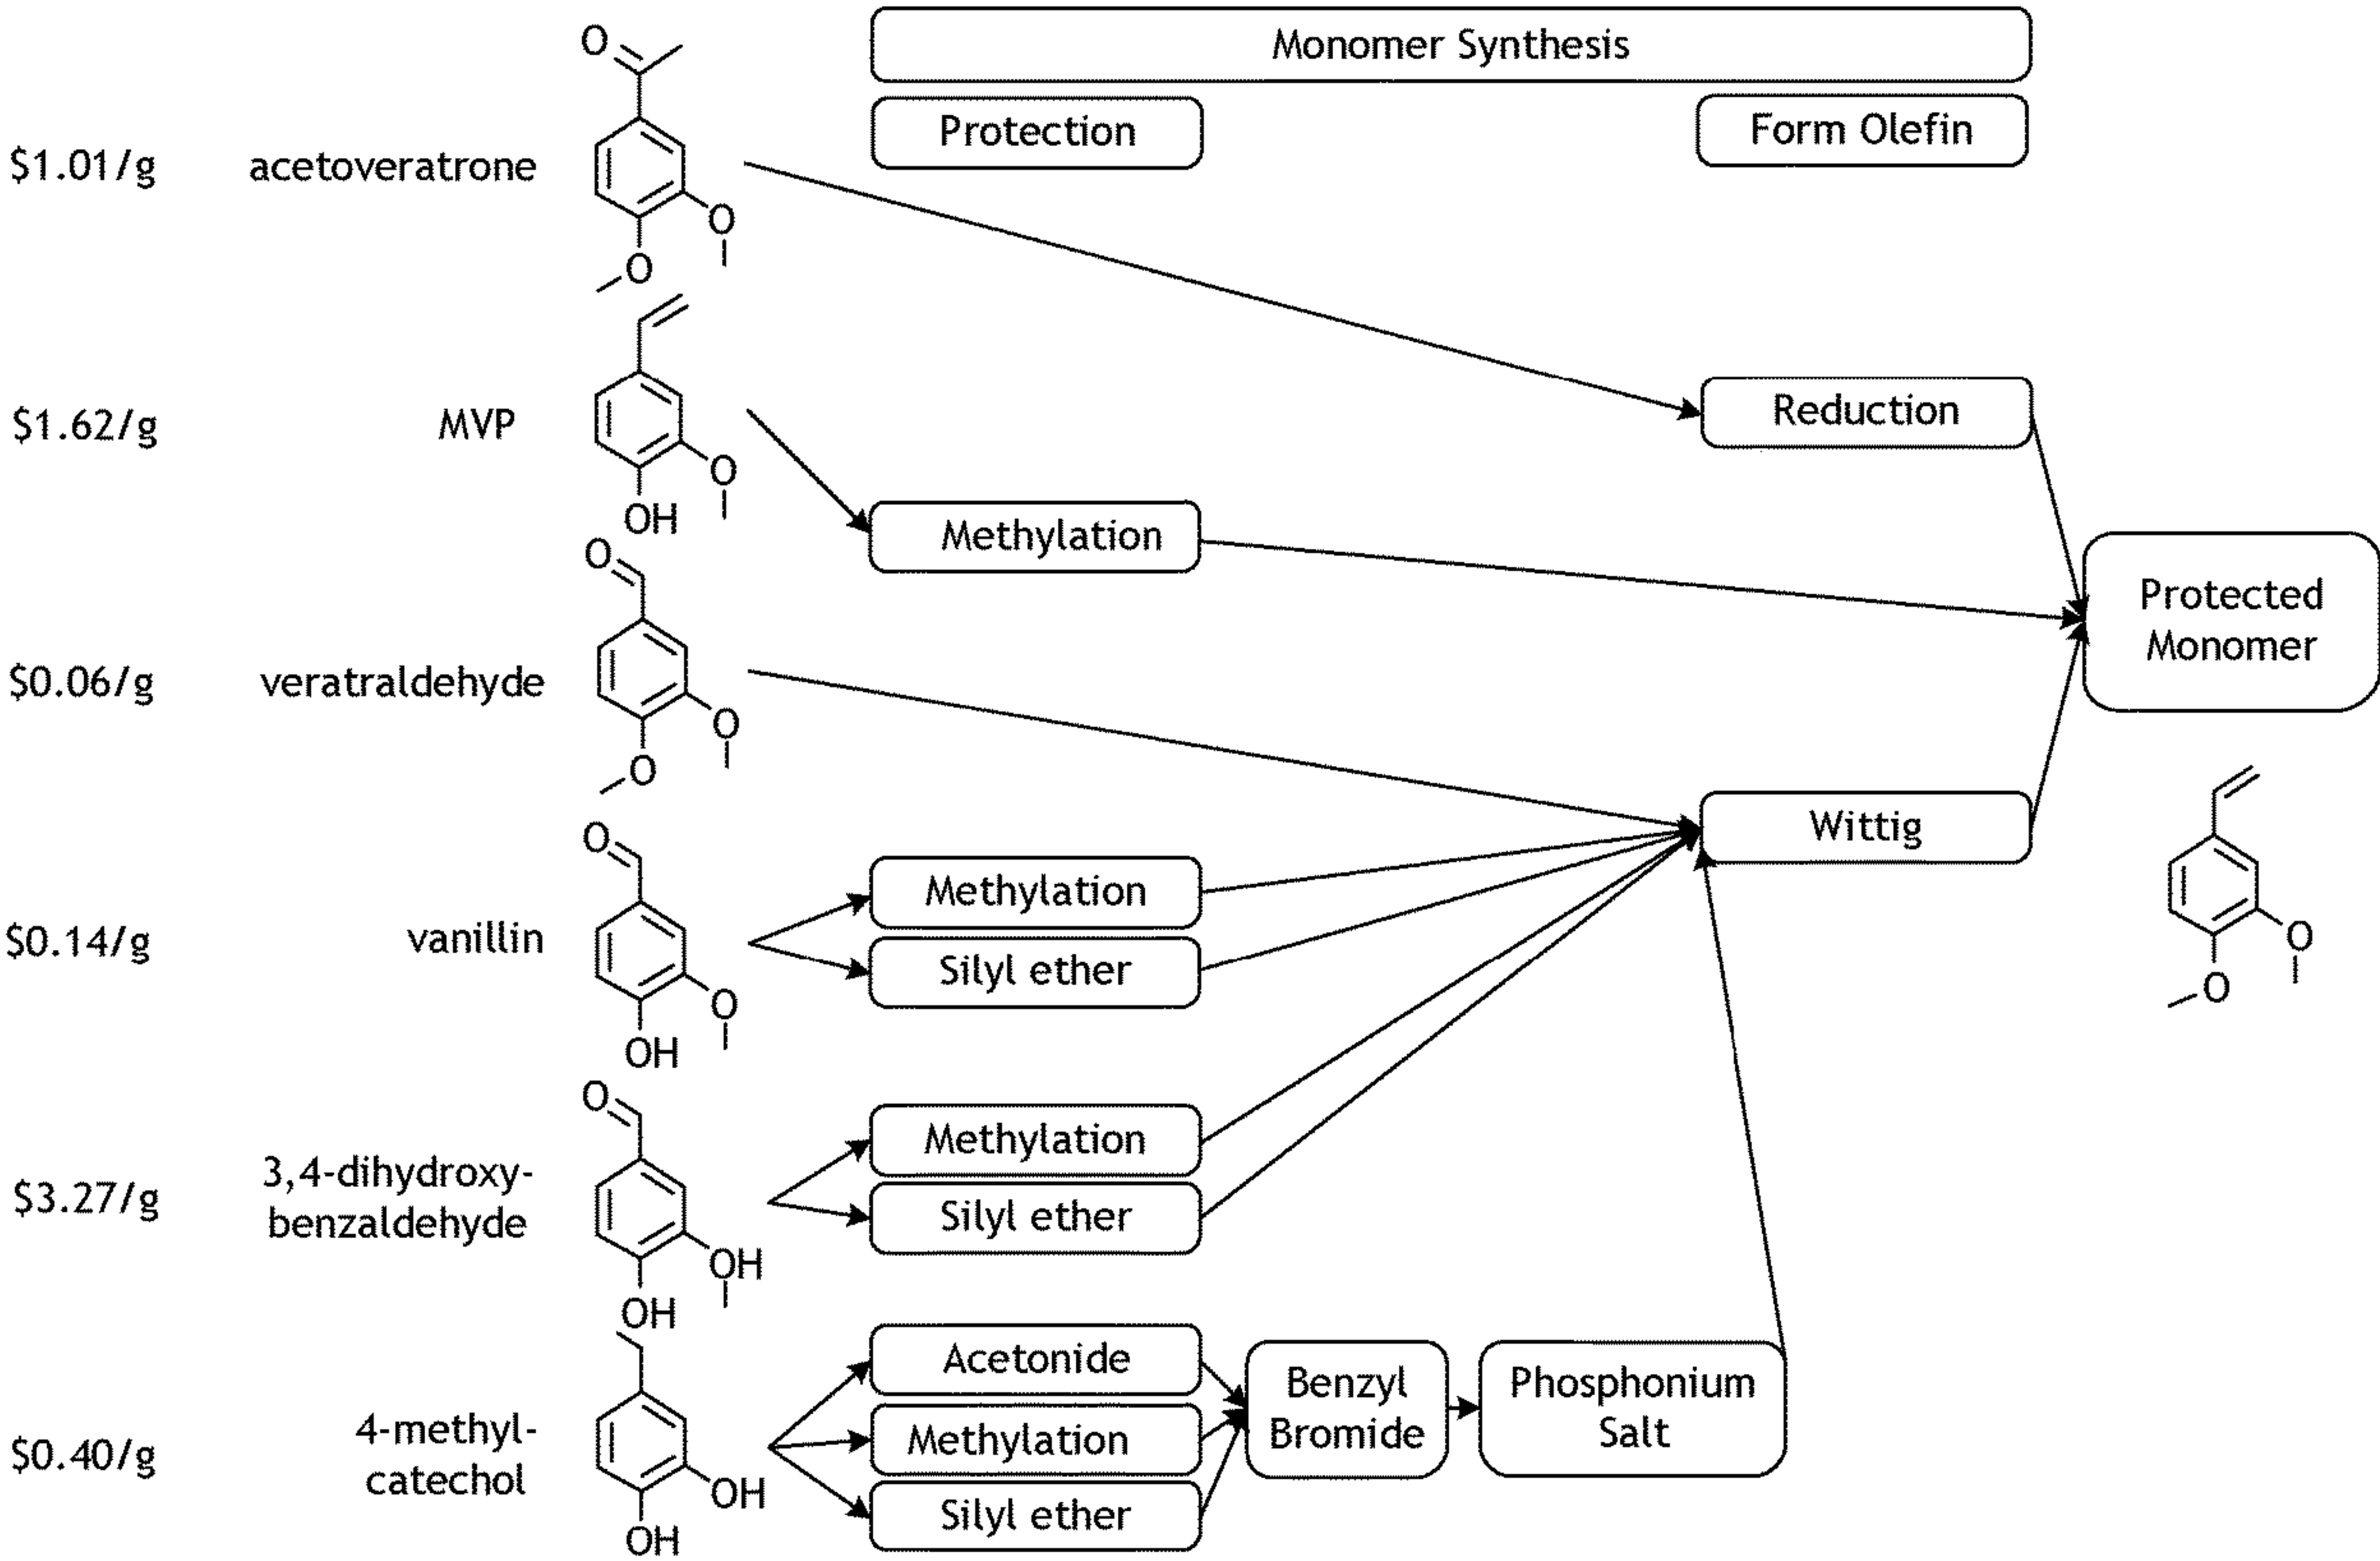 Monomer Synthesis
Protection
Form Olefin
$1.01/g
acetoveratrone
O
O
O
Reduction
$1.62/g
MVP
O
OH
Methylation
Protected
Monomer
$0.06/g
veratraldehyde
O
O
O
Wittig
$0.14/g
vanillin
O
O
OH
Methylation
Silyl ether
O
O
$3.27/g
3,4-dihydroxy-
benzaldehyde
O
OH
OH
Methylation
Silyl ether
$0.40/g
4-methyl-
catechol
OH
OH
Acetonide
Methylation
Silyl ether
Benzyl
Bromide
Phosphonium
Salt